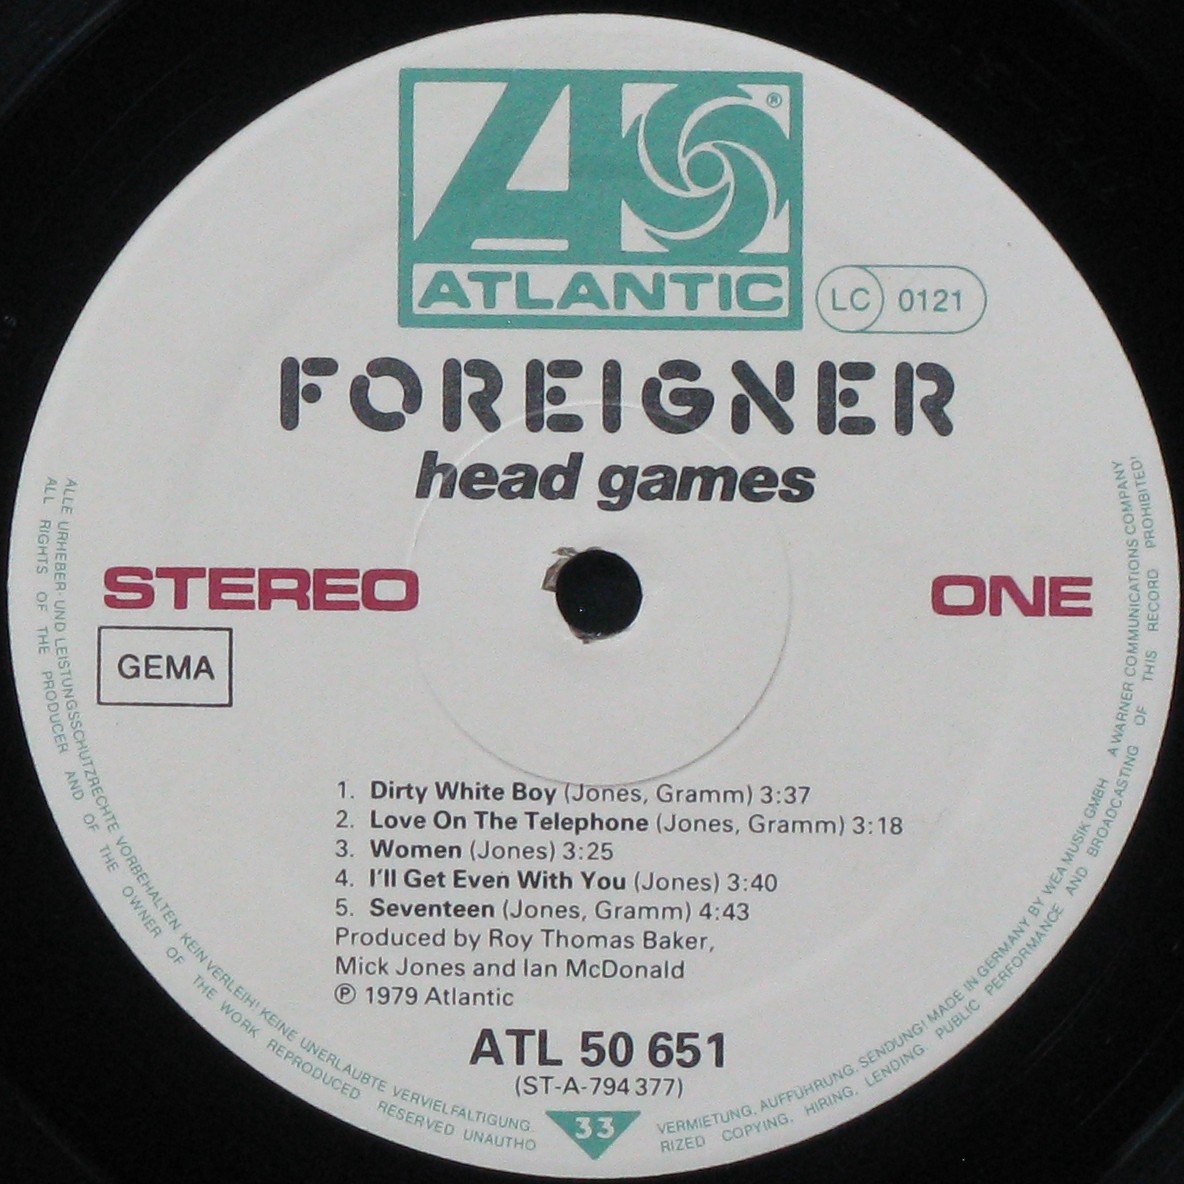 ®
ATLANTIC
LC 0121
FOREIGNER
head games
STEREO
ONE
GEMA
1. Dirty White Boy (Jones, Gramm) 3:37
2. Love On The Telephone (Jones, Gramm) 3:18
3. Women (Jones) 3:25
4. I'll Get Even With You (Jones) 3:40
5. Seventeen (Jones, Gramm) 4:43
Produced by Roy Thomas Baker,
Mick Jones and Ian McDonald
℗ 1979 Atlantic
ATL 50 651
(ST-A-794 377)
33
ALLE URHEBER- UND LEISTUNGSSCHUTZRECHTE VORBEHALTEN KEIN VERLEIH! KEINE UNERLAUBTE VERVIELFÄLTIGUNG, VERMIETUNG, AUFFÜHRUNG, SENDUNG! MADE IN GERMANY BY WEA MUSIK GMBH A WARNER COMMUNICATIONS COMPANY
ALL RIGHTS OF THE PRODUCER AND OF THE OWNER OF THE WORK REPRODUCED RESERVED UNAUTHO RIZED COPYING, HIRING, LENDING, PUBLIC PERFORMANCE AND BROADCASTING OF THIS RECORD PROHIBITED!